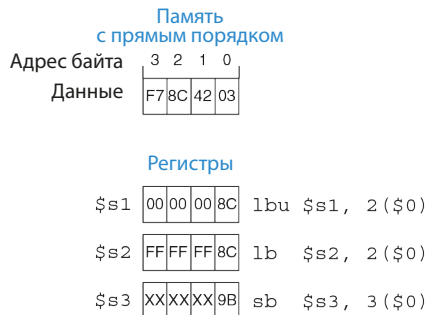 Память
с прямым порядком
Адрес байта 3 2 1 0
Данные F7 8C 42 03
Регистры
$s1 00 00 00 8C lbu $s1, 2($0)
$s2 FF FF FF 8C lb $s2, 2($0)
$s3 XX XX XX 9B sb $s3, 3($0)